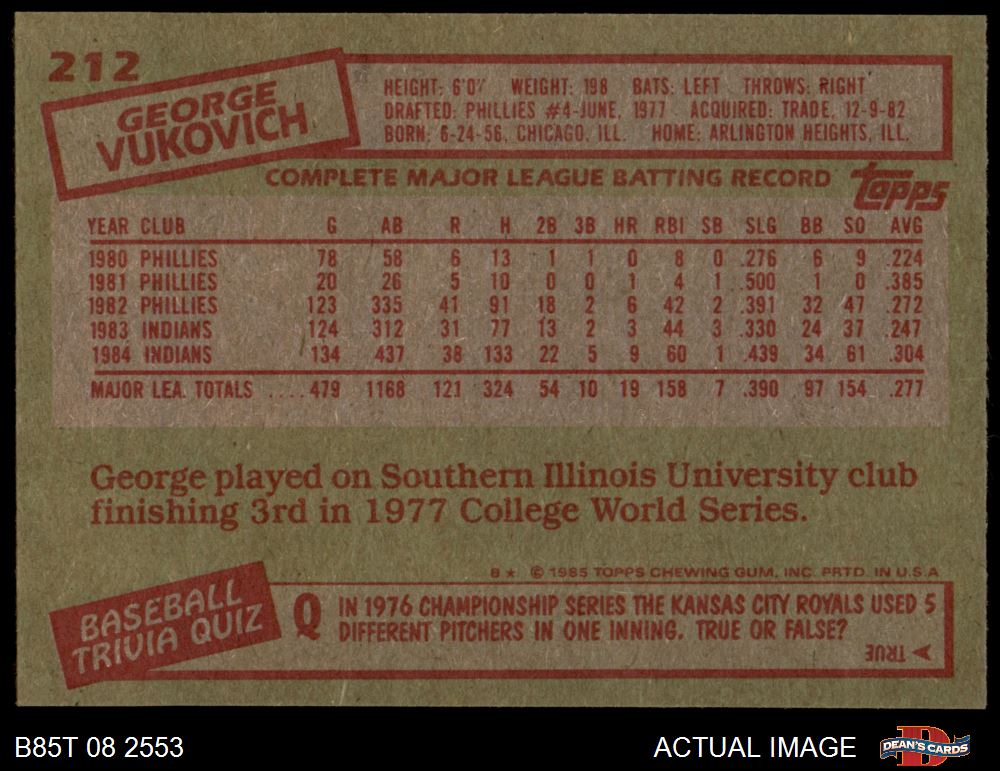 212
GEORGE
VUKOVICH
HEIGHT: 6'0" WEIGHT: 198 BATS: LEFT THROWS: RIGHT
DRAFTED: PHILLIES #4-JUNE, 1977 ACQUIRED: TRADE, 12-9-82
BORN: 6-24-56, CHICAGO, ILL. HOME: ARLINGTON HEIGHTS, ILL.
COMPLETE MAJOR LEAGUE BATTING RECORD topps
YEAR CLUB G AB R H 2B 3B HR RBI SB SLG BB SO AVG
1980 PHILLIES 78 58 6 13 1 1 0 8 0 .276 6 9 .224
1981 PHILLIES 20 26 5 10 0 0 1 4 1 .500 1 0 .385
1982 PHILLIES 123 335 41 91 18 2 6 42 2 .391 32 47 .272
1983 INDIANS 124 312 31 77 13 2 3 44 3 .330 24 37 .247
1984 INDIANS 134 437 38 133 22 5 9 60 1 .439 34 61 .304
MAJOR LEA. TOTALS ....479 1168 121 324 54 10 19 158 7 .390 97 154 .277
George played on Southern Illinois University club
finishing 3rd in 1977 College World Series.
B★ © 1985 TOPPS CHEWING GUM, INC. PRTD. IN U.S.A
BASEBALL
TRIVIA QUIZ
Q IN 1976 CHAMPIONSHIP SERIES THE KANSAS CITY ROYALS USED 5
DIFFERENT PITCHERS IN ONE INNING. TRUE OR FALSE?
TRUE
B85T 08 2553
ACTUAL IMAGE
DEAN'S CARDS